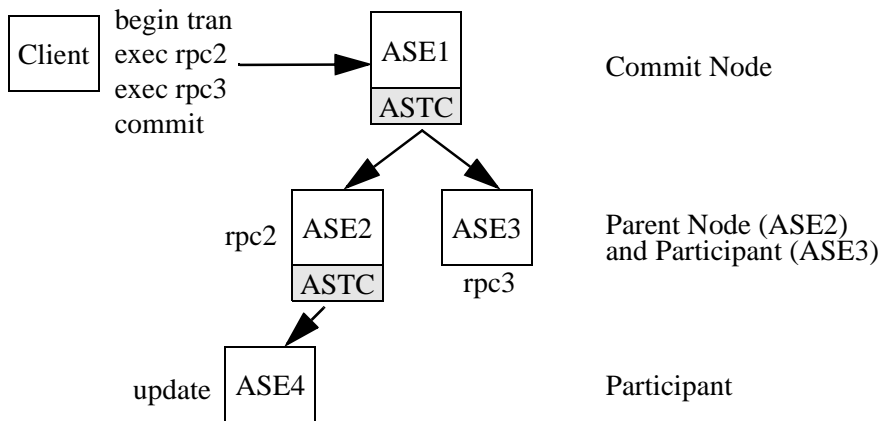 Client
begin tran
exec rpc2
exec rpc3
commit
ASE1
ASTC
Commit Node
rpc2
ASE2
ASTC
ASE3
rpc3
Parent Node (ASE2)
and Participant (ASE3)
update
ASE4
Participant